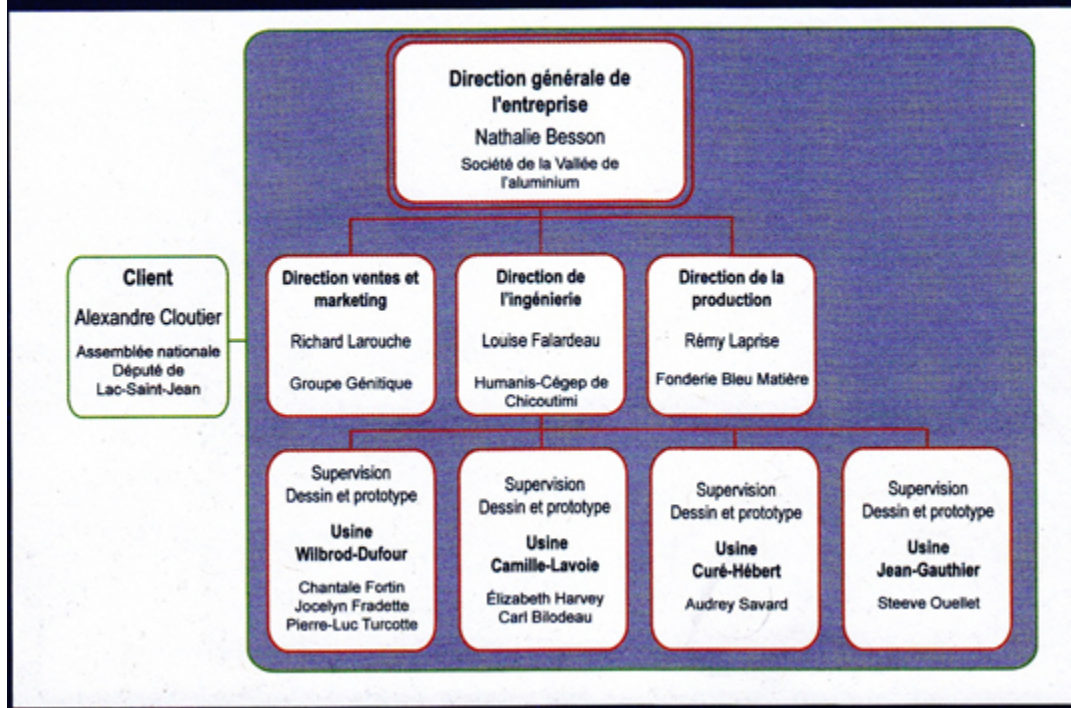 Direction générale de
l'entreprise
Nathalie Besson
Société de la Vallée de
l'aluminium
Client
Alexandre Cloutier
Assemblée nationale
Député de
Lac-Saint-Jean
Direction ventes et
marketing
Richard Larouche
Groupe Génitique
Direction de
l'ingénierie
Louise Falardeau
Humanis-Cégep de
Chicoutimi
Direction de la
production
Rémy Laprise
Fonderie Bleu Matière
Supervision
Dessin et prototype
Usine
Wilbrod-Dufour
Chantale Fortin
Jocelyn Fradette
Pierre-Luc Turcotte
Supervision
Dessin et prototype
Usine
Camille-Lavoie
Élizabeth Harvey
Carl Bilodeau
Supervision
Dessin et prototype
Usine
Curé-Hébert
Audrey Savard
Supervision
Dessin et prototype
Usine
Jean-Gauthier
Steeve Ouellet